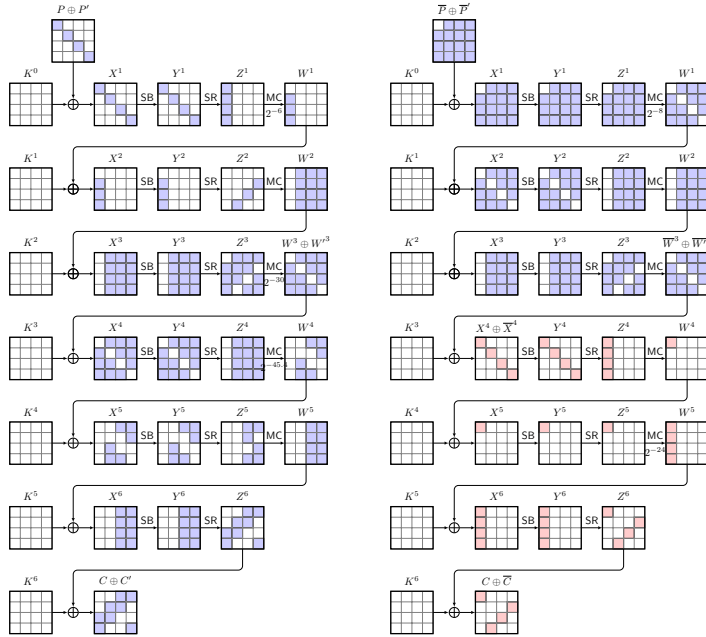 P ⊕ P′
K⁰ X¹ SB Y¹ SR Z¹ MC W¹
2⁻⁶
K¹ X² SB Y² SR Z² MC W²
K² X³ SB Y³ SR Z³ MC W³ ⊕ W′³
2⁻³⁰
K³ X⁴ SB Y⁴ SR Z⁴ MC W⁴
2⁻⁴⁵·⁴
K⁴ X⁵ SB Y⁵ SR Z⁵ MC W⁵
K⁵ X⁶ SB Y⁶ SR Z⁶
K⁶ C ⊕ C′
P̅ ⊕ P̅′
K⁰ X¹ SB Y¹ SR Z¹ MC W¹
2⁻⁸
K¹ X² SB Y² SR Z² MC W²
K² X³ SB Y³ SR Z³ MC W̅³ ⊕ W̅′
K³ X⁴ ⊕ X̅⁴ SB Y⁴ SR Z⁴ MC W⁴
K⁴ X⁵ SB Y⁵ SR Z⁵ MC W⁵
2⁻²⁴
K⁵ X⁶ SB Y⁶ SR Z⁶
K⁶ C ⊕ C̅